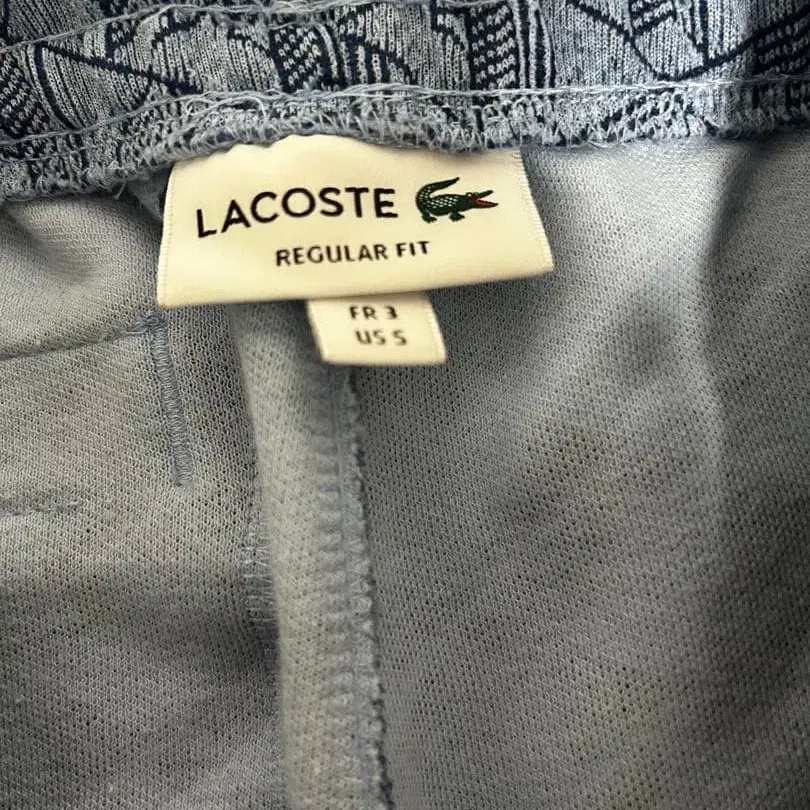 LACOSTE
REGULAR FIT
FR 3
US S